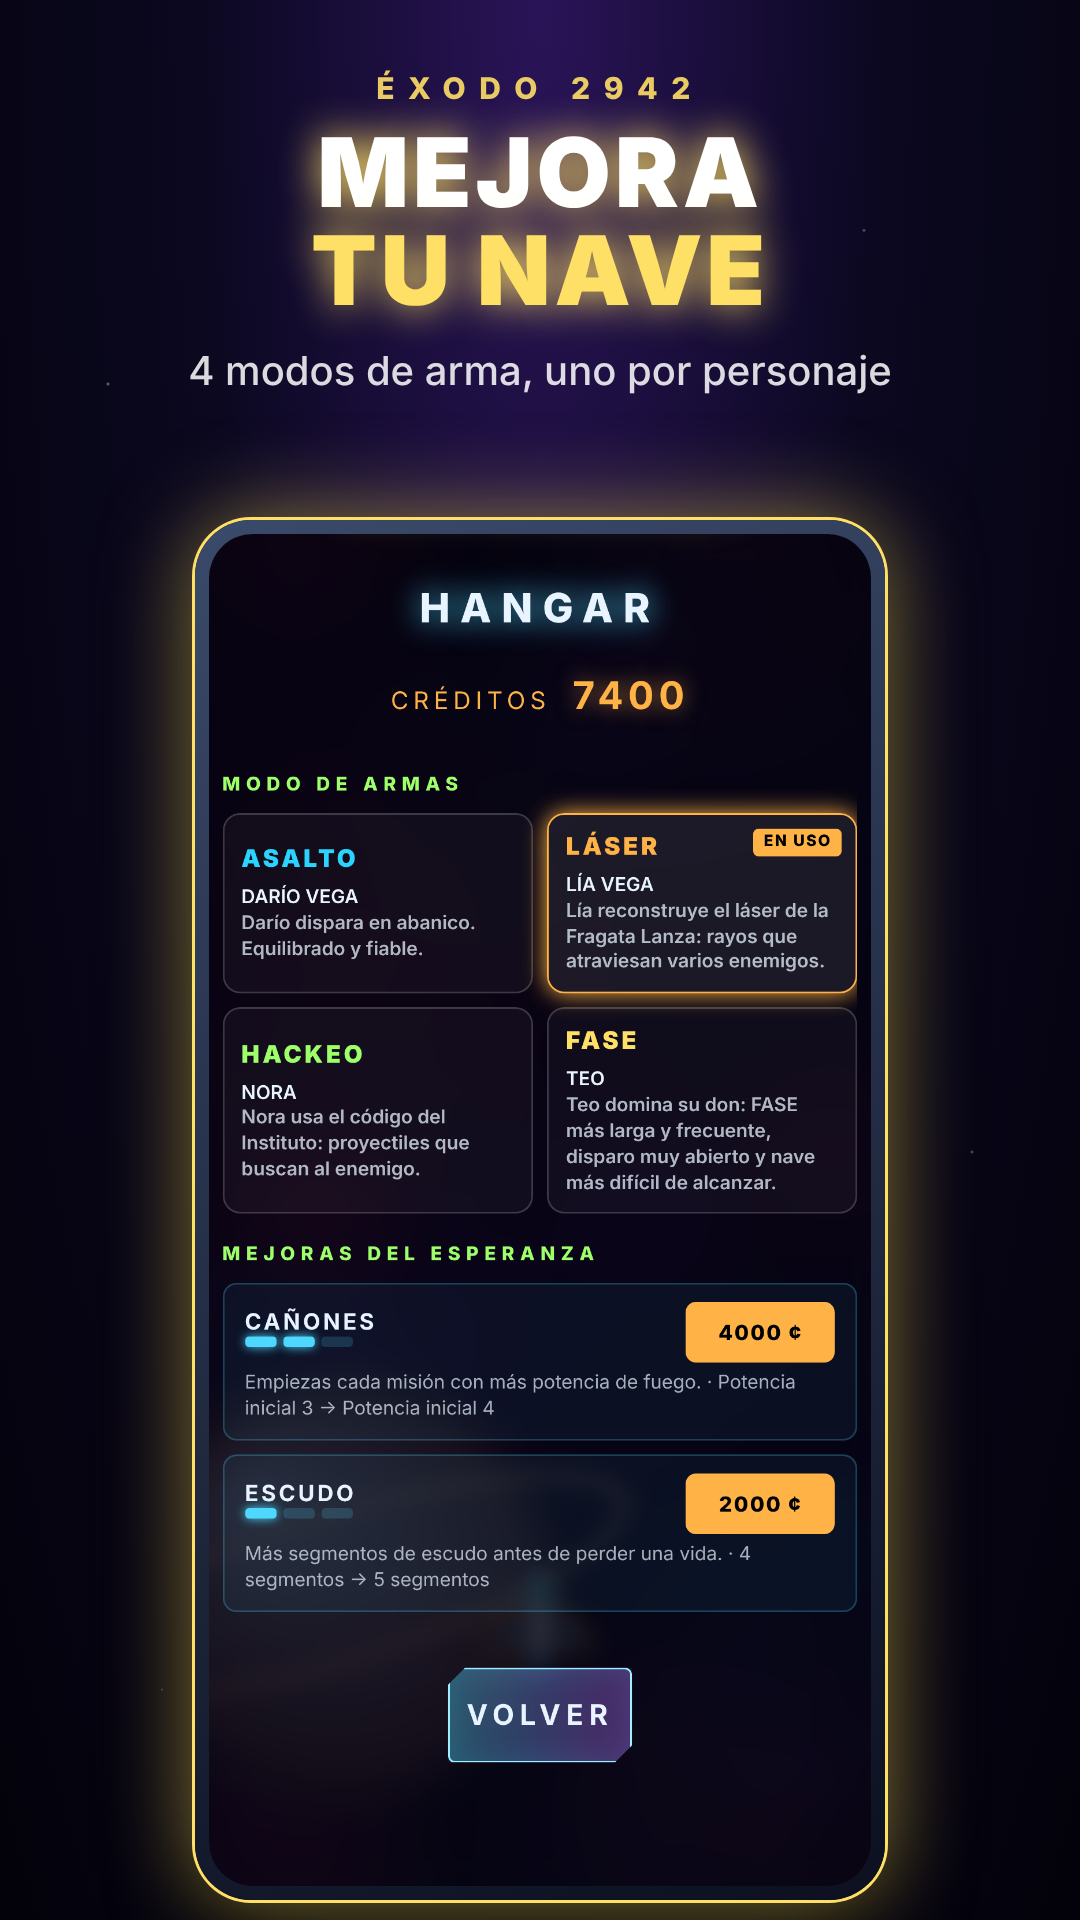 ÉXODO 2942
MEJORA
TU NAVE
4 modos de arma, uno por personaje
HANGAR
CRÉDITOS 7400
MODO DE ARMAS
ASALTO
DARÍO VEGA
Darío dispara en abanico.
Equilibrado y fiable.
LÁSER
EN USO
LÍA VEGA
Lía reconstruye el láser de la
Fragata Lanza: rayos que
atraviesan varios enemigos.
HACKEO
NORA
Nora usa el código del
Instituto: proyectiles que
buscan al enemigo.
FASE
TEO
Teo domina su don: FASE
más larga y frecuente,
disparo muy abierto y nave
más difícil de alcanzar.
MEJORAS DEL ESPERANZA
CAÑONES
4000 ¢
Empiezas cada misión con más potencia de fuego. · Potencia
inicial 3 → Potencia inicial 4
ESCUDO
2000 ¢
Más segmentos de escudo antes de perder una vida. · 4
segmentos → 5 segmentos
VOLVER